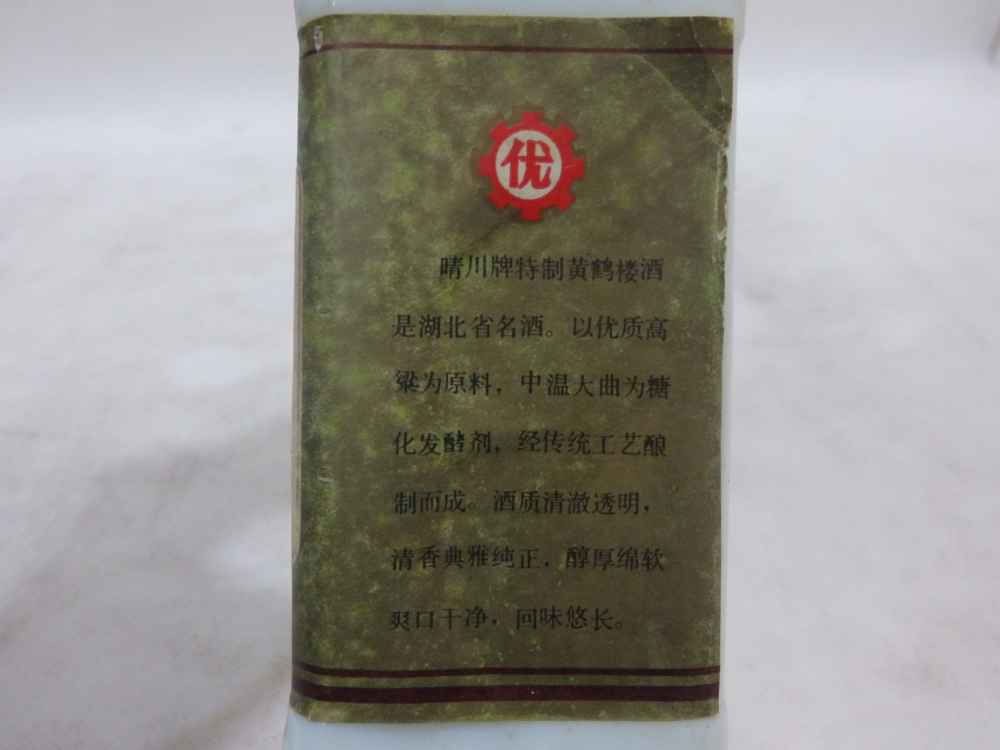 优
晴川牌特制黄鹤楼酒
是湖北省名酒。以优质高
粱为原料，中温大曲为糖
化发酵剂，经传统工艺酿
制而成。酒质清澈透明，
清香典雅纯正，醇厚绵软
爽口干净，回味悠长。